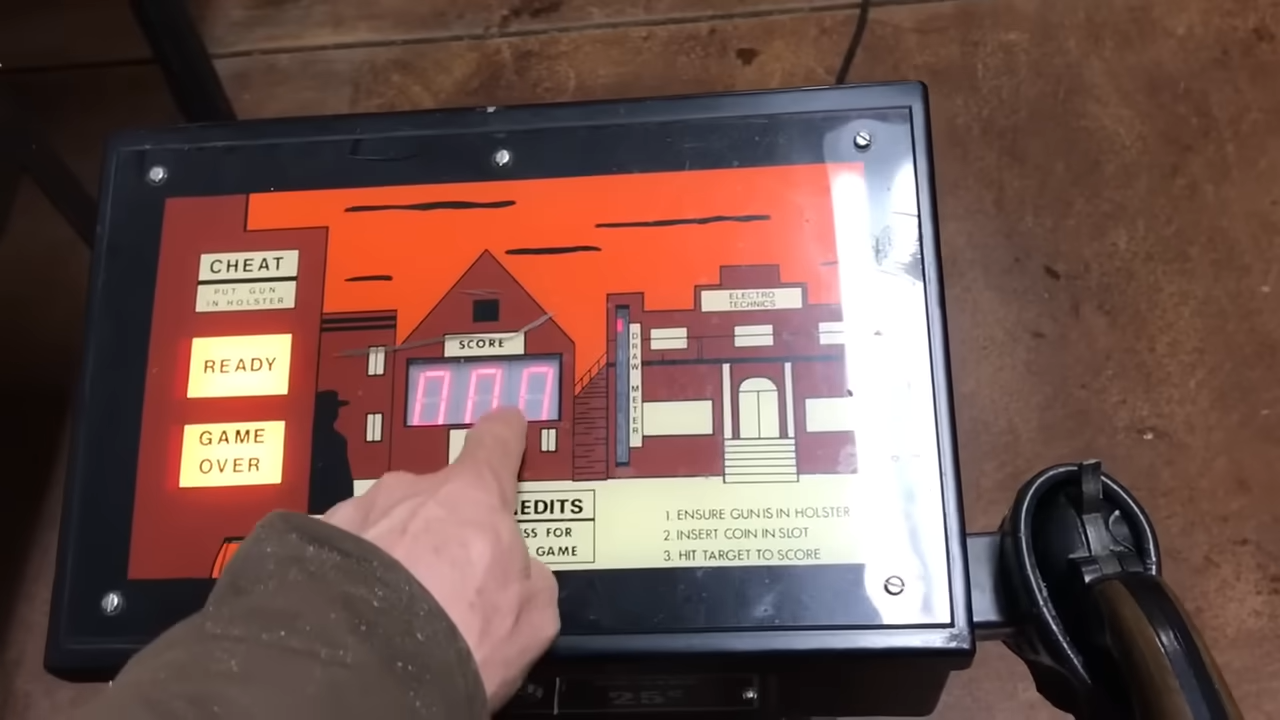 CHEAT
PUT GUN
IN HOLSTER
READY
GAME
OVER
SCORE
DRAW METER
ELECTRO
TECHNICS
EDITS
SS FOR
GAME
1. ENSURE GUN IS IN HOLSTER
2. INSERT COIN IN SLOT
3. HIT TARGET TO SCORE
25¢